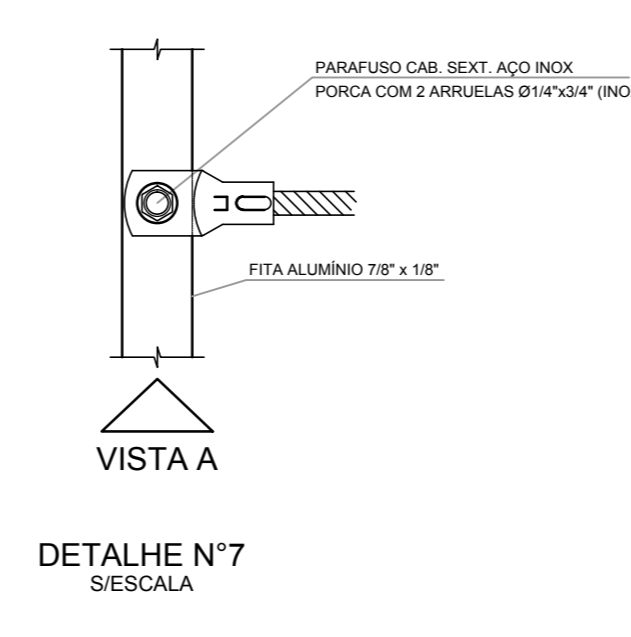 PARAFUSO CAB. SEXT. AÇO INOX
PORCA COM 2 ARRUELAS Ø1/4"x3/4" (INO
FITA ALUMÍNIO 7/8" x 1/8"
VISTA A
DETALHE N°7
S/ESCALA